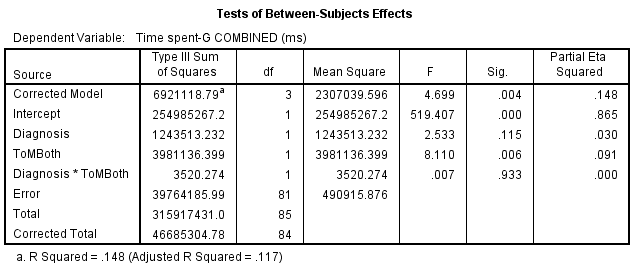 Tests of Between-Subjects Effects
Dependent Variable: Time spent-G COMBINED (ms)
Source Type III Sum of Squares df Mean Square F Sig. Partial Eta Squared
Corrected Model 6921118.79a 3 2307039.596 4.699 .004 .148
Intercept 254985267.2 1 254985267.2 519.407 .000 .865
Diagnosis 1243513.232 1 1243513.232 2.533 .115 .030
ToMBoth 3981136.399 1 3981136.399 8.110 .006 .091
Diagnosis * ToMBoth 3520.274 1 3520.274 .007 .933 .000
Error 39764185.99 81 490915.876
Total 315917431.0 85
Corrected Total 46685304.78 84
a. R Squared = .148 (Adjusted R Squared = .117)